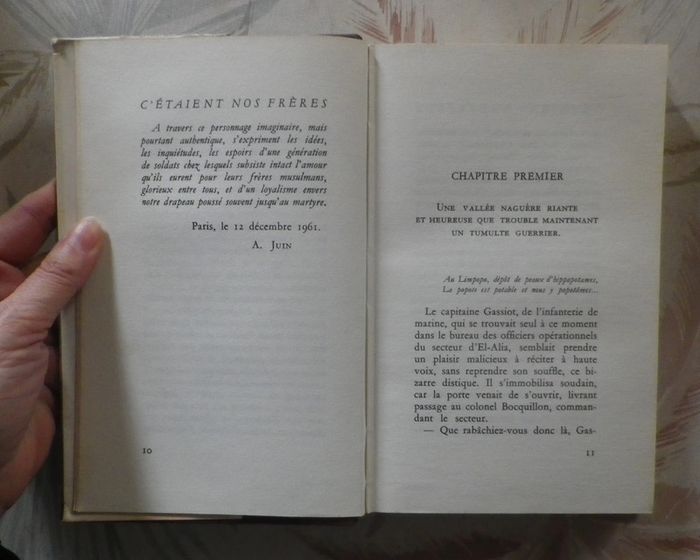 C'ÉTAIENT NOS FRÈRES
A travers ce personnage imaginaire, mais
pourtant authentique, s'expriment les idées,
les inquiétudes, les espoirs d'une génération
de soldats chez lesquels subsiste intact l'amour
qu'ils eurent pour leurs frères musulmans,
glorieux entre tous, et d'un loyalisme envers
notre drapeau poussé souvent jusqu'au martyre.
Paris, le 12 décembre 1961.
A. JUIN
10
CHAPITRE PREMIER
UNE VALLÉE NAGUÈRE RIANTE
ET HEUREUSE QUE TROUBLE MAINTENANT
UN TUMULTE GUERRIER.
Au Limpopo, dépôt de peaux d'hippopotames,
La popote est potable et nous y popotâmes...
Le capitaine Gassiot, de l'infanterie de
marine, qui se trouvait seul à ce moment
dans le bureau des officiers opérationnels
du secteur d'El-Alia, semblait prendre
un plaisir malicieux à réciter à haute
voix, sans reprendre son souffle, ce bi-
zarre distique. Il s'immobilisa soudain,
car la porte venait de s'ouvrir, livrant
passage au colonel Bocquillon, comman-
dant le secteur.
— Que rabâchiez-vous donc là, Gas-
11